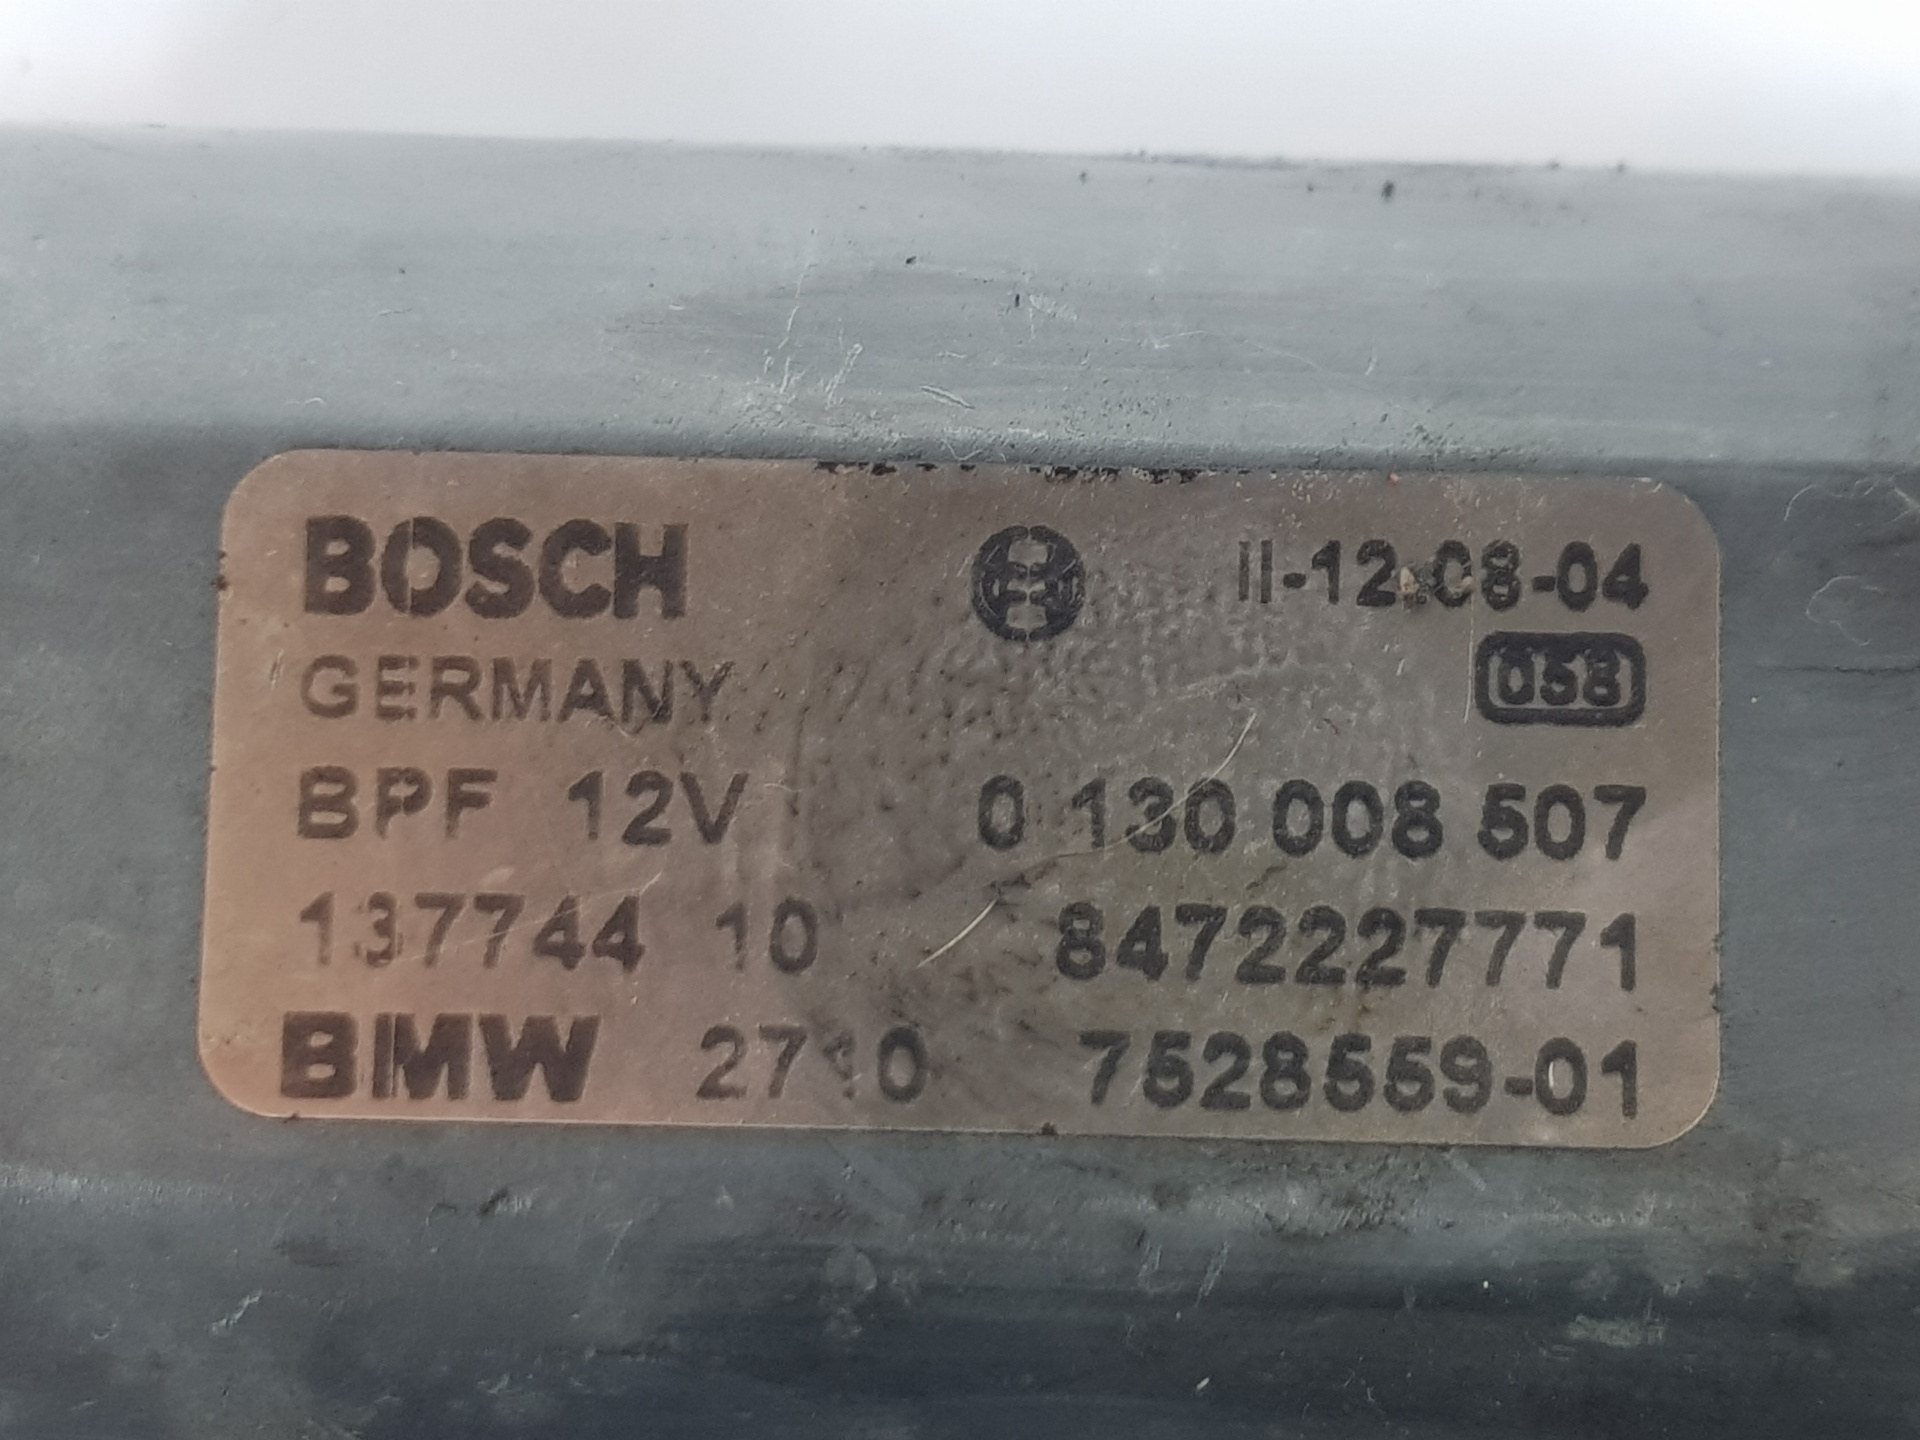 BOSCH II-12.08-04
GERMANY 058
BPF 12V 0 130 008 507
137744 10 8472227771
BMW 2710 7528559-01